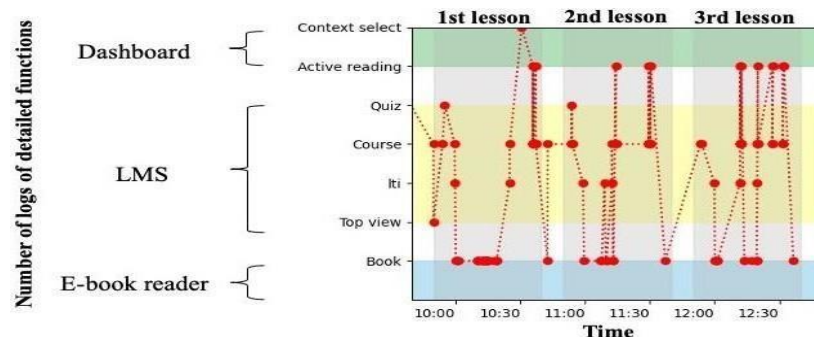 Number of logs of detailed functions
Dashboard
LMS
E-book reader
Context select
Active reading
Quiz
Course
lti
Top view
Book
1st lesson
2nd lesson
3rd lesson
10:00
10:30
11:00
11:30
12:00
12:30
Time